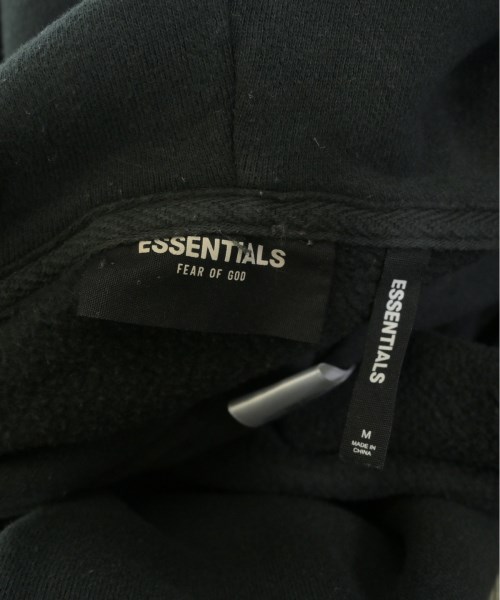 ESSENTIALS
FEAR OF GOD
ESSENTIALS
M
MADE IN
CHINA